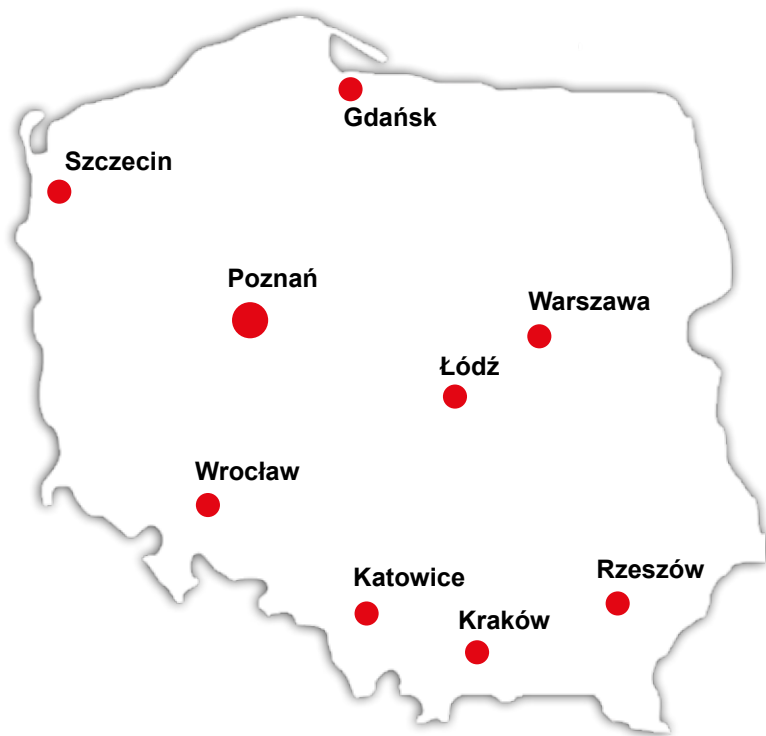 Gdańsk
Szczecin
Poznań
Warszawa
Łódź
Wrocław
Katowice
Rzeszów
Kraków